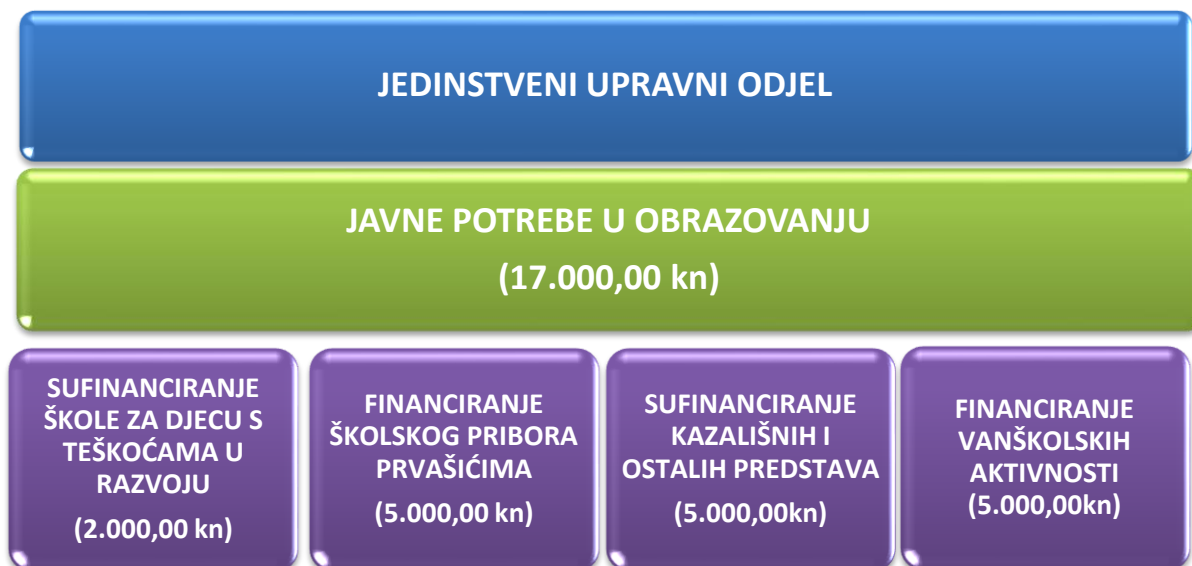 JEDINSTVENI UPRAVNI ODJEL
JAVNE POTREBE U OBRAZOVANJU
(17.000,00 kn)
SUFINANCIRANJE
ŠKOLE ZA DJECU S
TEŠKOĆAMA U
RAZVOJU
(2.000,00 kn)
FINANCIRANJE
ŠKOLSKOG PRIBORA
PRVAŠIĆIMA
(5.000,00 kn)
SUFINANCIRANJE
KAZALIŠNIH I
OSTALIH PREDSTAVA
(5.000,00kn)
FINANCIRANJE
VANŠKOLSKIH
AKTIVNOSTI
(5.000,00kn)